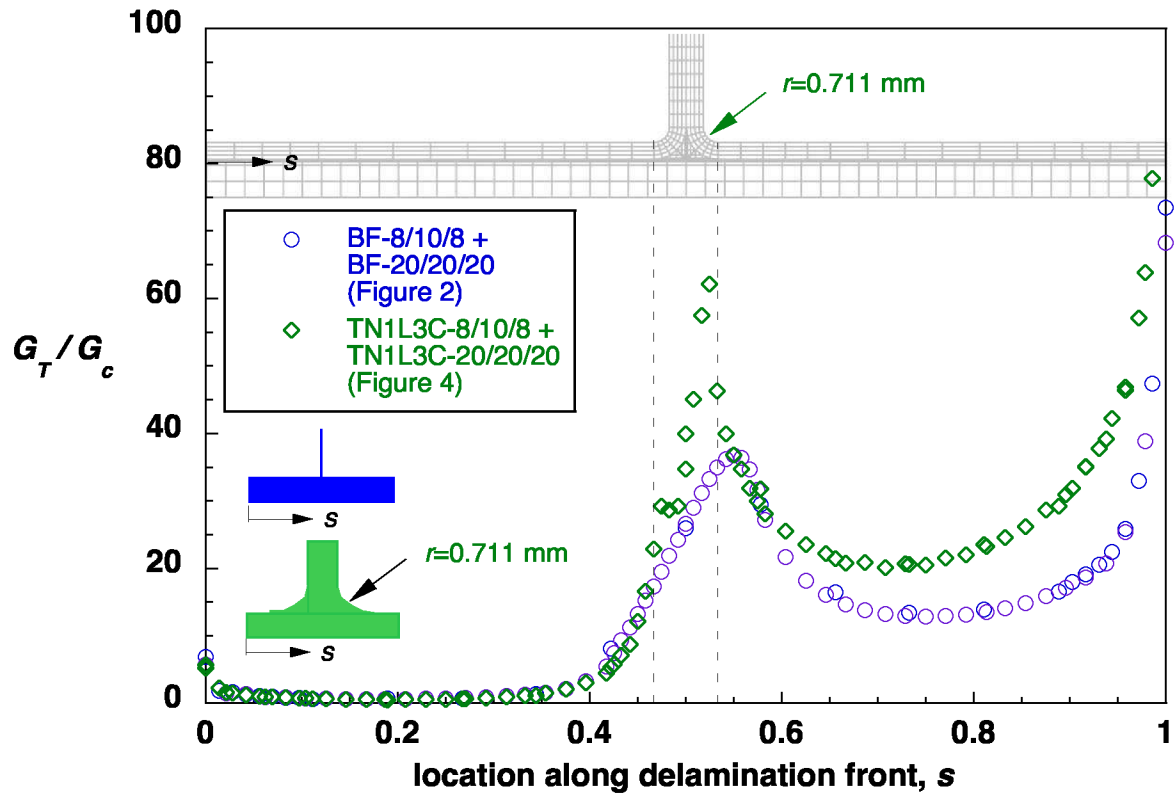 100
80
60
40
20
0
G_T / G_c
r=0.711 mm
s
BF-8/10/8 +
BF-20/20/20
(Figure 2)
TN1L3C-8/10/8 +
TN1L3C-20/20/20
(Figure 4)
s
r=0.711 mm
s
0
0.2
0.4
0.6
0.8
1
location along delamination front, s